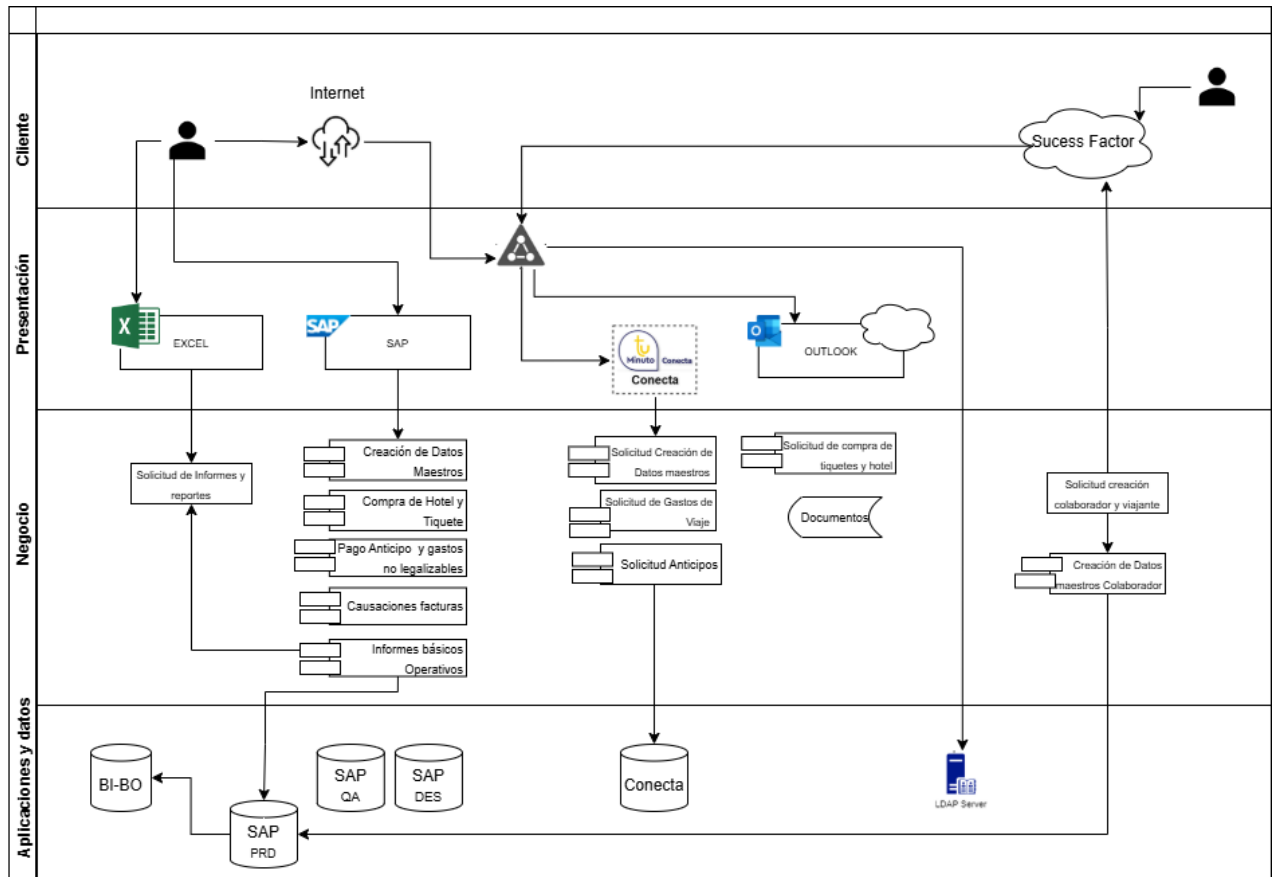 Cliente
Internet
Sucess Factor
Presentación
X
EXCEL
SAP
SAP
tu
Minuto Conecta
Conecta
O
OUTLOOK
Negocio
Solicitud de Informes y
reportes
Creación de Datos
Maestros
Compra de Hotel y
Tiquete
Pago Anticipo y gastos
no legalizables
Causaciones facturas
Informes básicos
Operativos
Solicitud Creación de
Datos maestros
Solicitud de Gastos de
Viaje
Solicitud Anticipos
Solicitud de compra de
tiquetes y hotel
Documentos
Solicitud creación
colaborador y viajante
Creación de Datos
maestros Colaborador
Aplicaciones y datos
BI-BO
SAP
PRD
SAP
QA
SAP
DES
Conecta
LDAP Server